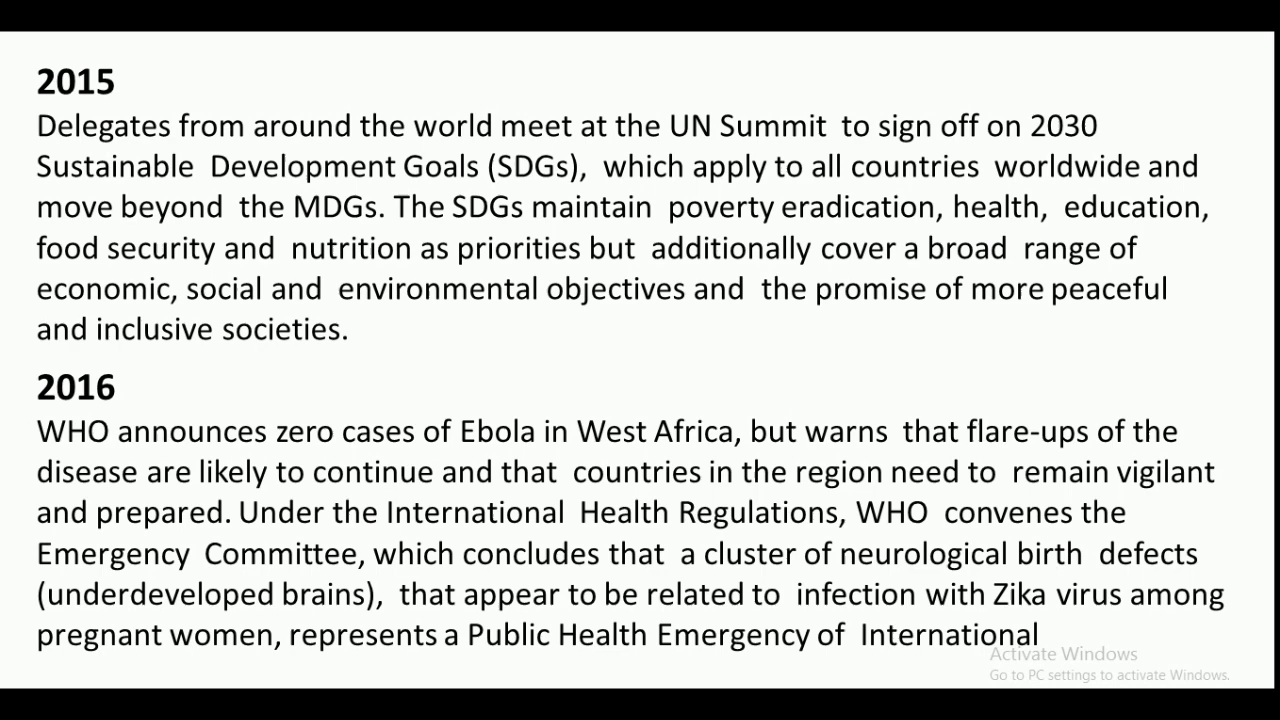 2015
Delegates from around the world meet at the UN Summit to sign off on 2030
Sustainable Development Goals (SDGs), which apply to all countries worldwide and
move beyond the MDGs. The SDGs maintain poverty eradication, health, education,
food security and nutrition as priorities but additionally cover a broad range of
economic, social and environmental objectives and the promise of more peaceful
and inclusive societies.
2016
WHO announces zero cases of Ebola in West Africa, but warns that flare-ups of the
disease are likely to continue and that countries in the region need to remain vigilant
and prepared. Under the International Health Regulations, WHO convenes the
Emergency Committee, which concludes that a cluster of neurological birth defects
(underdeveloped brains), that appear to be related to infection with Zika virus among
pregnant women, represents a Public Health Emergency of International
Activate Windows
Go to PC settings to activate Windows.